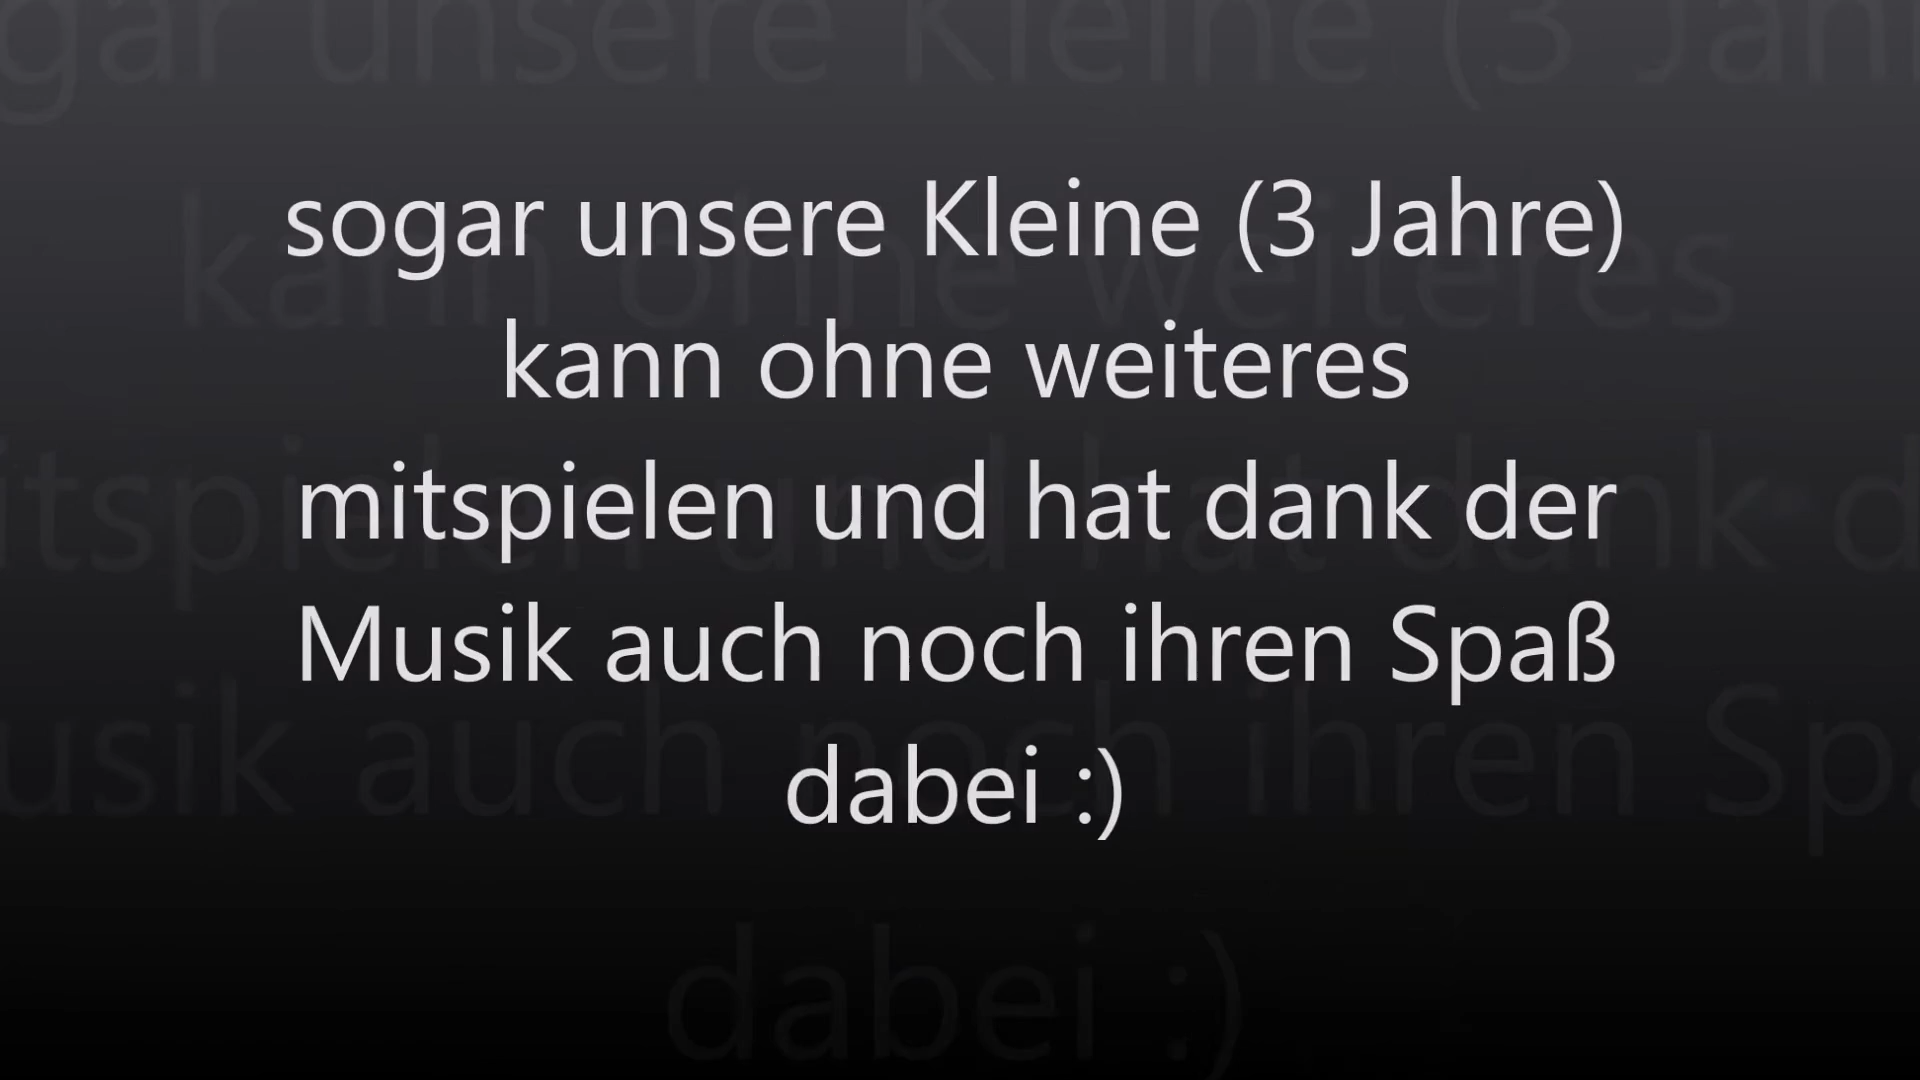 sogar unsere Kleine (3 Jahre)
kann ohne weiteres
mitspielen und hat dank der
Musik auch noch ihren Spaß
dabei :)